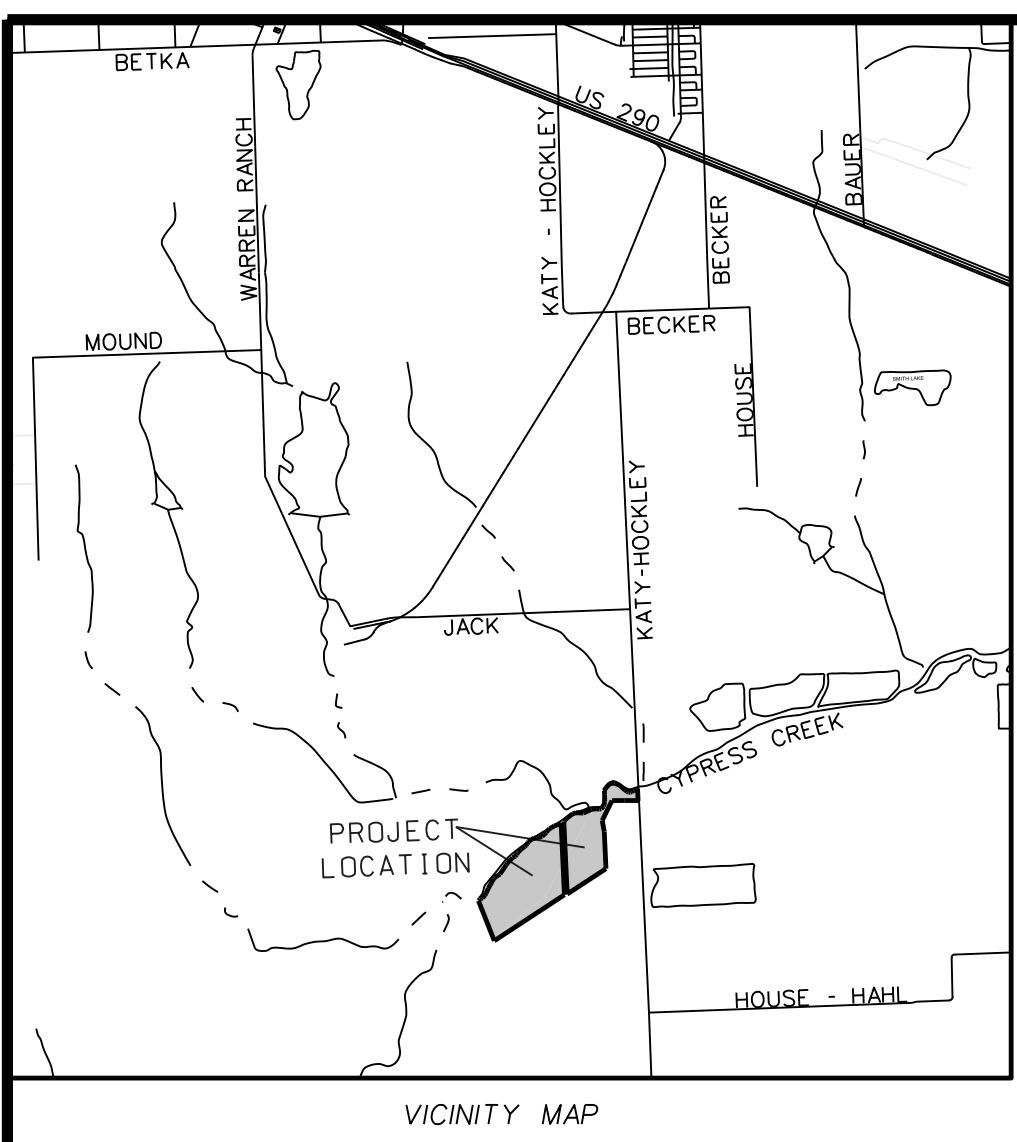 BETKA
US 290
KATY - HOCKLEY
WARREN RANCH
BAUER
BECKER
BECKER
MOUND
HOUSE
SMITH LAKE
KATY-HOCKLEY
JACK
CYPRESS CREEK
PROJECT
LOCATION
HOUSE - HAHL
VICINITY MAP